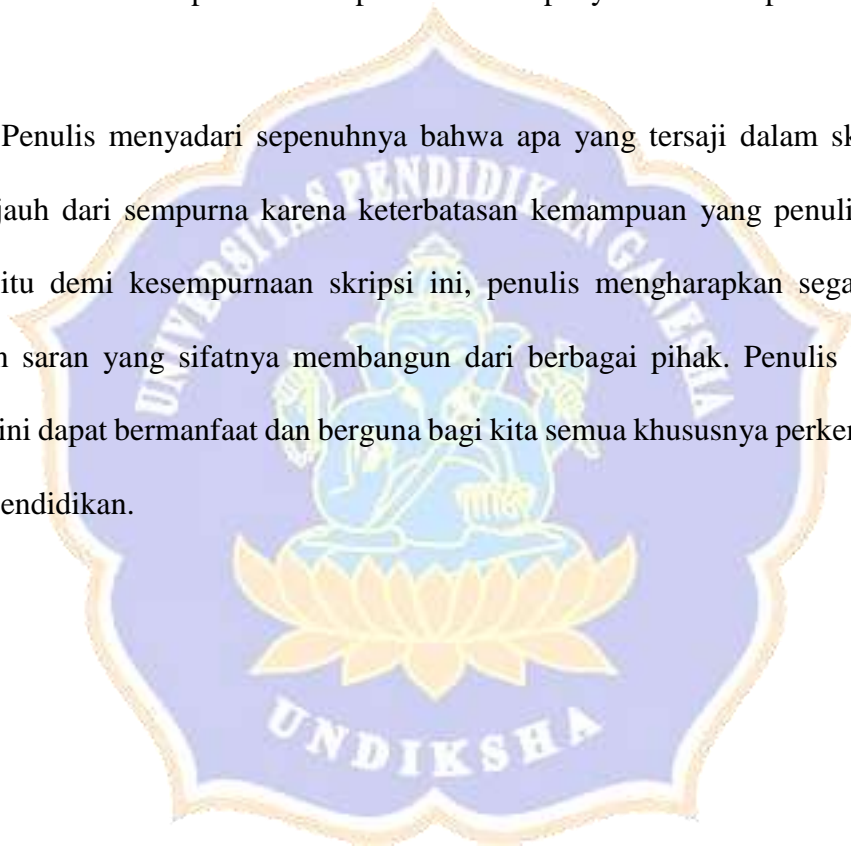 Penulis menyadari sepenuhnya bahwa apa yang tersaji dalam sk
jauh dari sempurna karena keterbatasan kemampuan yang penuli
itu demi kesempurnaan skripsi ini, penulis mengharapkan sega
saran yang sifatnya membangun dari berbagai pihak. Penulis
ini dapat bermanfaat dan berguna bagi kita semua khususnya perke
endidikan.
UNIVERSITAS PENDIDIKAN GANESHA
UNDIKSHA